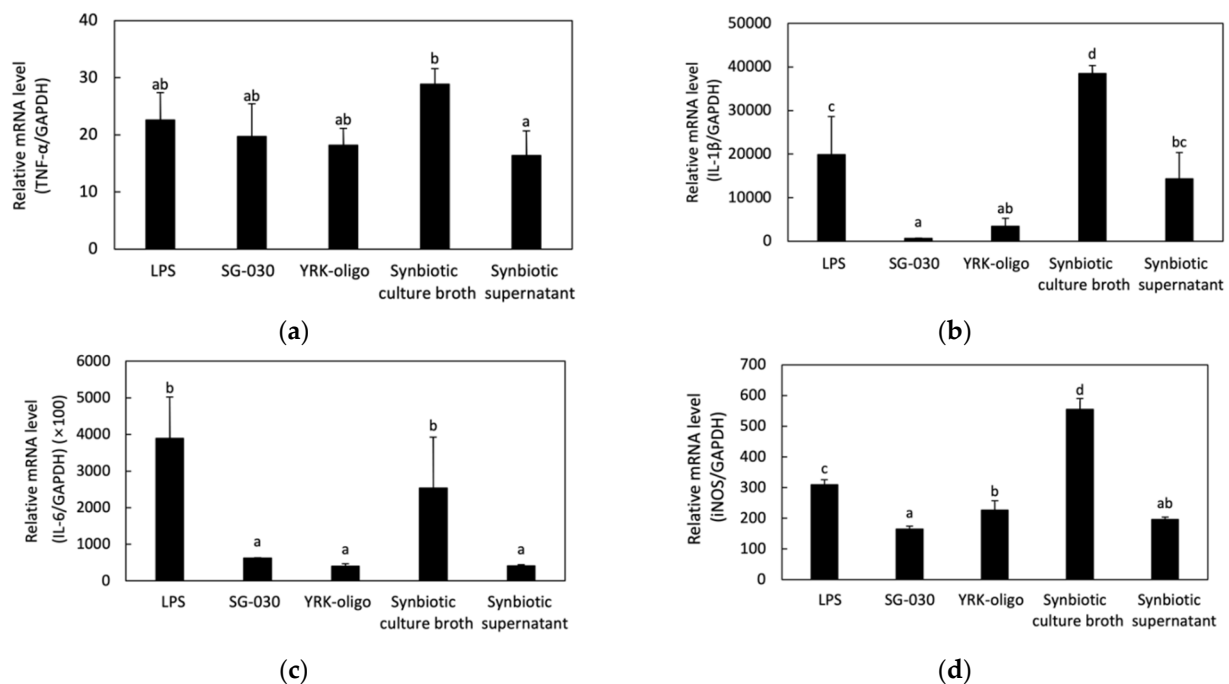 Relative mRNA level
(TNF-α/GAPDH)
40
30
20
10
0
ab
ab
ab
b
a
LPS
SG-030
YRK-oligo
Synbiotic
culture broth
Synbiotic
supernatant
(a)
Relative mRNA level
(IL-1β/GAPDH)
50000
40000
30000
20000
10000
0
c
a
ab
d
bc
LPS
SG-030
YRK-oligo
Synbiotic
culture broth
Synbiotic
supernatant
(b)
Relative mRNA level
(IL-6/GAPDH) (×100)
6000
5000
4000
3000
2000
1000
0
b
a
a
b
a
LPS
SG-030
YRK-oligo
Synbiotic
culture broth
Synbiotic
supernatant
(c)
Relative mRNA level
(iNOS/GAPDH)
700
600
500
400
300
200
100
0
c
a
b
d
ab
LPS
SG-030
YRK-oligo
Synbiotic
culture broth
Synbiotic
supernatant
(d)